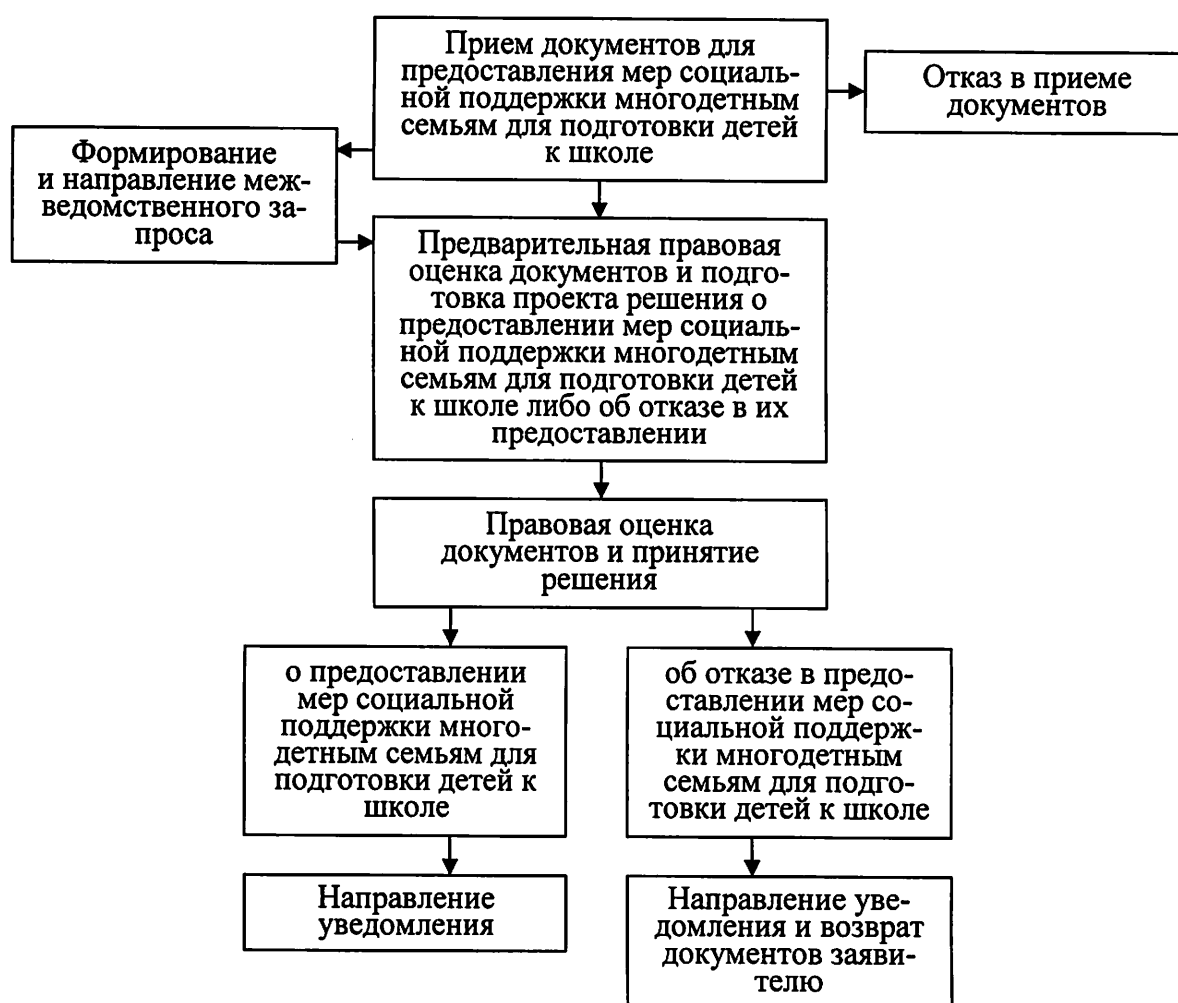 Прием документов для
предоставления мер социаль-
ной поддержки многодетным
семьям для подготовки детей
к школе
Отказ в приеме
документов
Формирование
и направление меж-
ведомственного за-
проса
Предварительная правовая
оценка документов и подго-
товка проекта решения о
предоставлении мер социаль-
ной поддержки многодетным
семьям для подготовки детей
к школе либо об отказе в их
предоставлении
Правовая оценка
документов и принятие
решения
о предоставлении
мер социальной
поддержки много-
детным семьям для
подготовки детей к
школе
об отказе в предо-
ставлении мер со-
циальной поддерж-
ки многодетным
семьям для подго-
товки детей к школе
Направление
уведомления
Направление уве-
домления и возврат
документов заяви-
телю